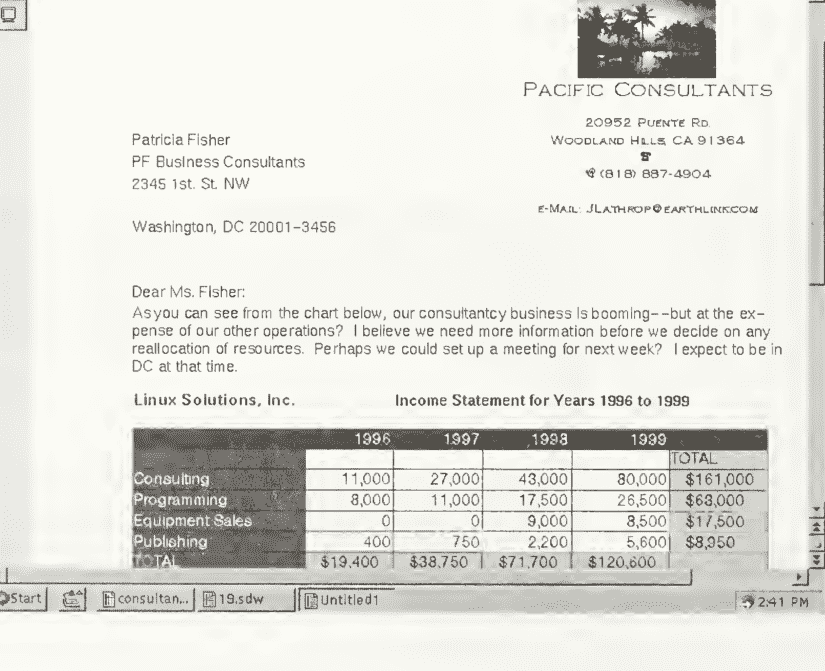 PACIFIC CONSULTANTS
20952 PUENTE RD.
WOODLAND HILLS, CA 91364
(818) 887-4904
E-MAIL: JLATHROP@EARTHLINK.COM
Patricia Fisher
PF Business Consultants
2345 1st. St. NW
Washington, DC 20001-3456
Dear Ms. Fisher:
As you can see from the chart below, our consultantcy business is booming--but at the ex-
pense of our other operations? I believe we need more information before we decide on any
reallocation of resources. Perhaps we could set up a meeting for next week? I expect to be in
DC at that time.
Linux Solutions, Inc. Income Statement for Years 1996 to 1999
1996 1997 1998 1999
TOTAL
Consulting 11,000 27,000 43,000 80,000 $161,000
Programming 8,000 11,000 17,500 26,500 $63,000
Equipment Sales 0 0 9,000 8,500 $17,500
Publishing 400 750 2,200 5,600 $8,950
TOTAL $19,400 $38,750 $71,700 $120,600
Start consultan... 19.sdw Untitled1 2:41 PM